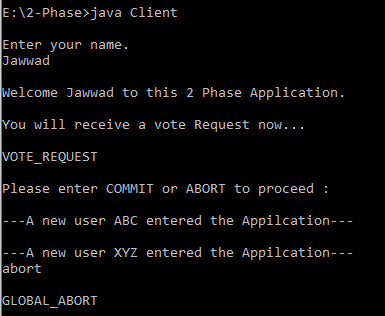 E:\2-Phase>java Client
Enter your name.
Jawwad
Welcome Jawwad to this 2 Phase Application.
You will receive a vote Request now...
VOTE_REQUEST
Please enter COMMIT or ABORT to proceed :
---A new user ABC entered the Appilcation---
---A new user XYZ entered the Appilcation---
abort
GLOBAL_ABORT